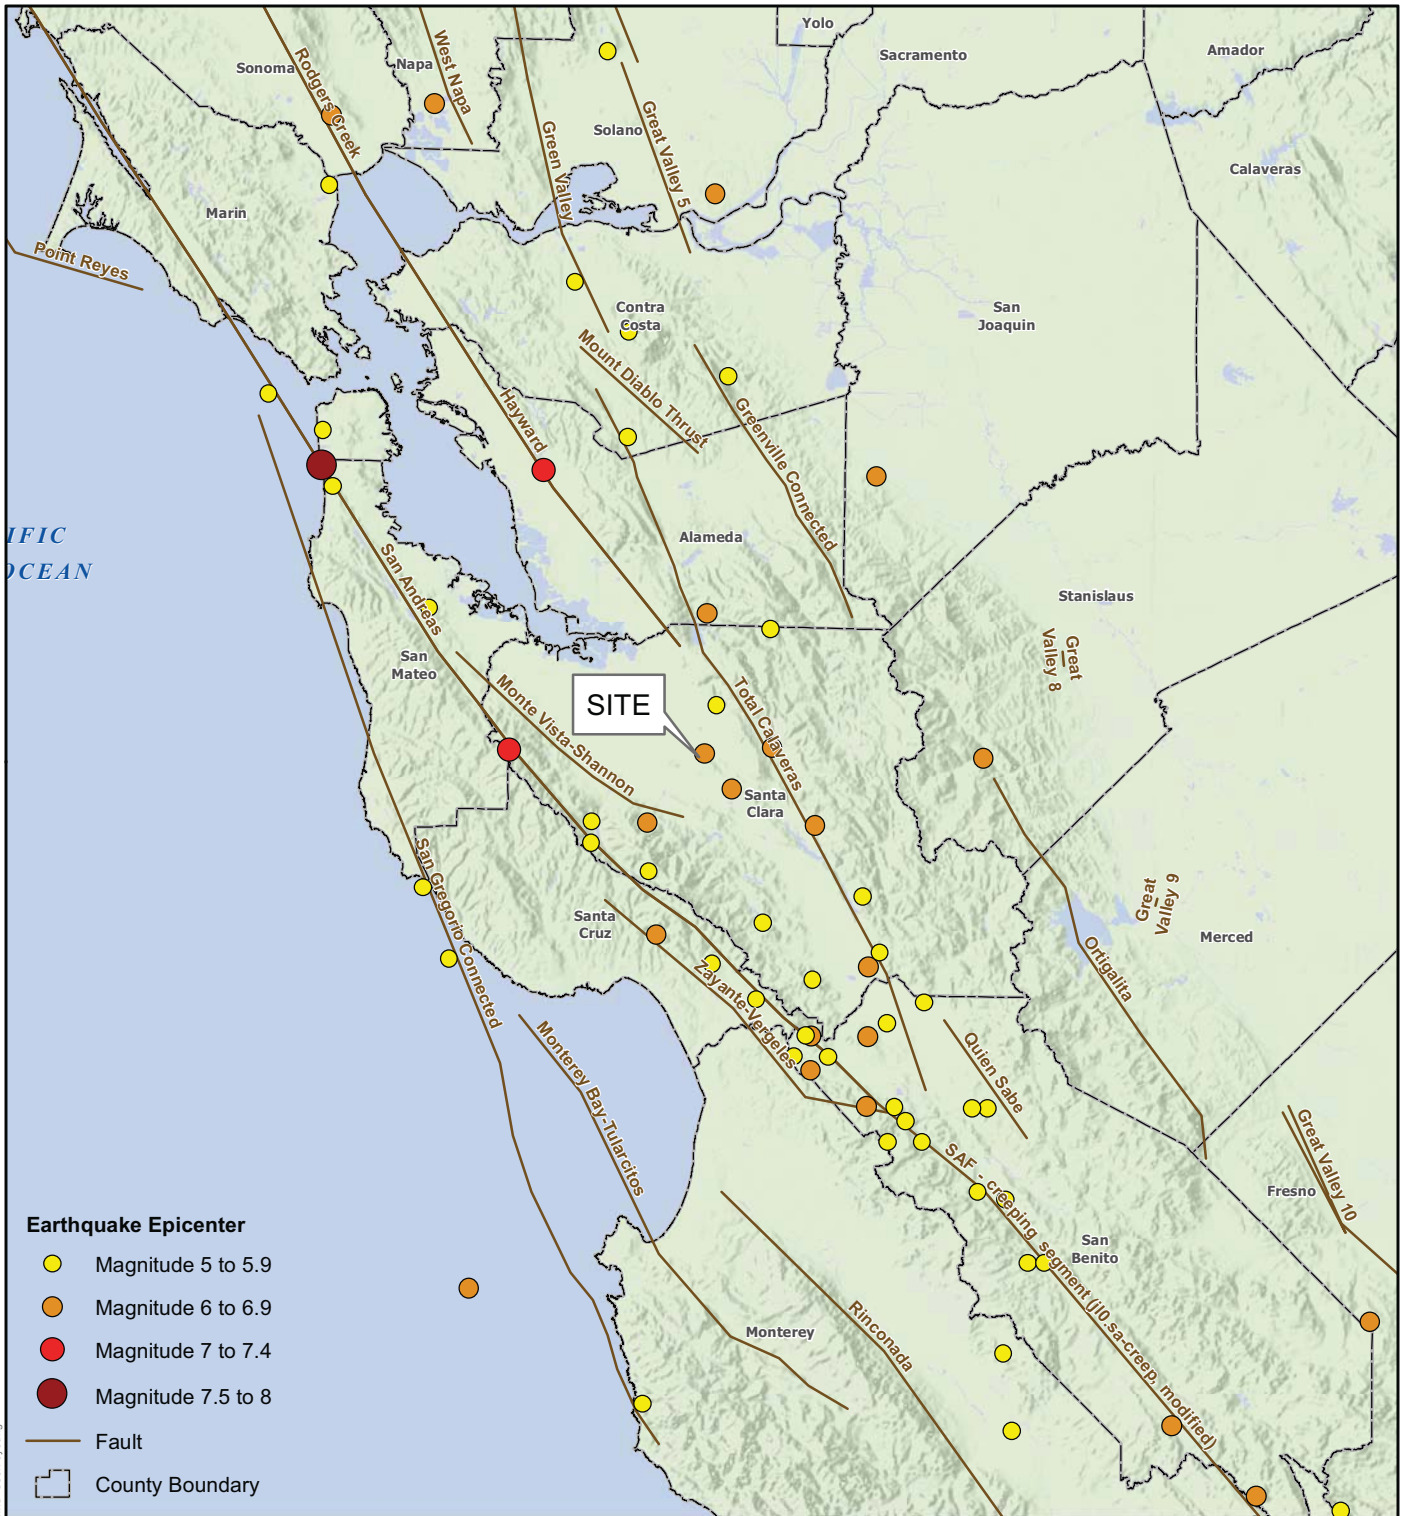 Yolo
Sacramento
Amador
Sonoma
Napa
West Napa
Rodgers Creek
Solano
Great Valley 5
Green Valley
Calaveras
Marin
Point Reyes
Contra
Costa
San
Joaquin
Mount Diablo Thrust
Hayward
Greenville Connected
IFIC
OCEAN
Alameda
San Andreas
Stanislaus
Great
Valley 8
San
Mateo
SITE
Monte Vista-Shannon
Total Calaveras
Santa
Clara
San Gregorio Connected
Santa
Cruz
Great
Valley 9
Merced
Ortigalita
Zayante-Vergeles
Monterey Bay-Tularcitos
Quien Sabe
SAF - creeping segment (jl0.sa-creep, modified)
Great Valley 10
Fresno
San
Benito
Rinconada
Monterey
Earthquake Epicenter
Magnitude 5 to 5.9
Magnitude 6 to 6.9
Magnitude 7 to 7.4
Magnitude 7.5 to 8
Fault
County Boundary